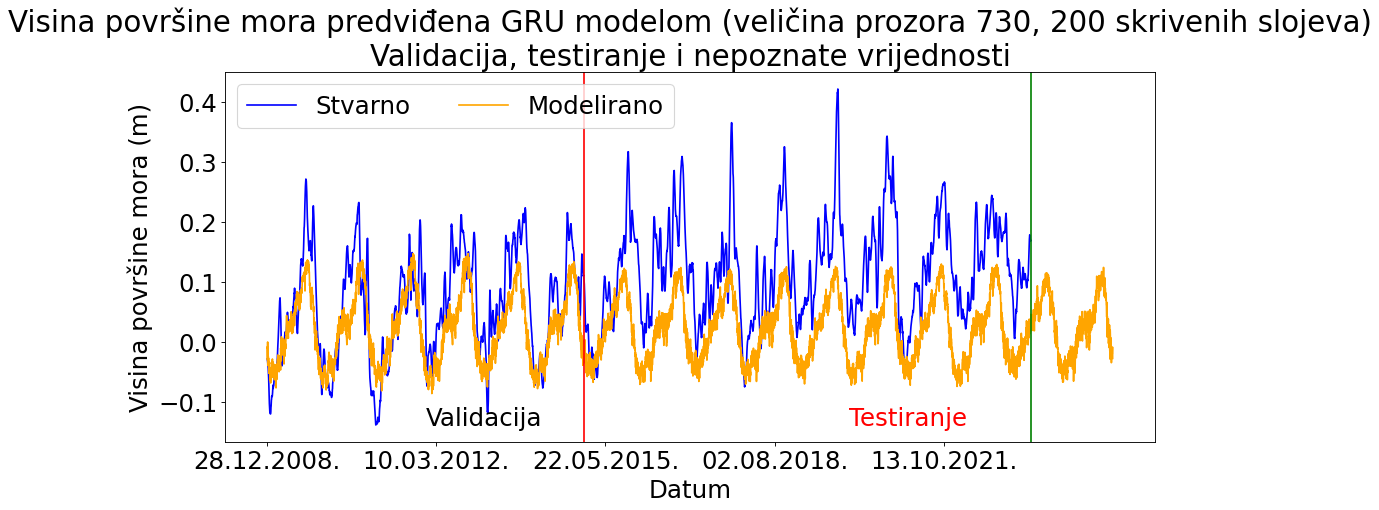 Visina površine mora predviđena GRU modelom (veličina prozora 730, 200 skrivenih slojeva)
Validacija, testiranje i nepoznate vrijednosti
Stvarno
Modelirano
Visina površine mora (m)
0.4
0.3
0.2
0.1
0.0
−0.1
Validacija
Testiranje
28.12.2008.
10.03.2012.
22.05.2015.
02.08.2018.
13.10.2021.
Datum